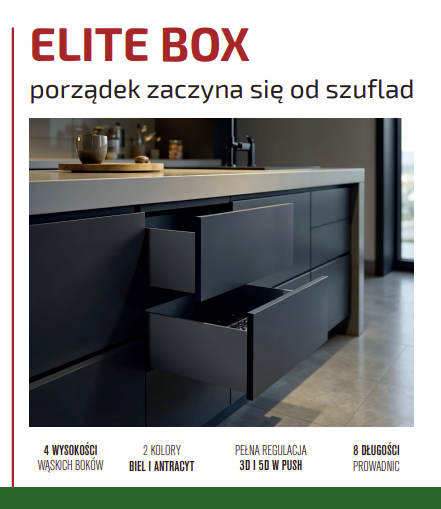 ELITE BOX
porządek zaczyna się od szuflad
4 WYSOKOŚCI
WĄSKICH BOKÓW
2 KOLORY
BIEL I ANTRACYT
PEŁNA REGULACJA
3D I 5D W PUSH
8 DŁUGOŚCI
PROWADNIC